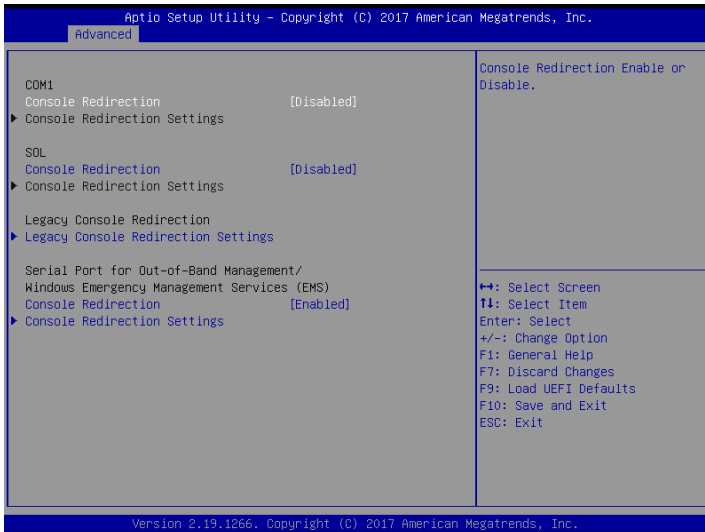 Aptio Setup Utility – Copyright (C) 2017 American Megatrends, Inc.
Advanced
COM1
Console Redirection [Disabled]
▶ Console Redirection Settings
SOL
Console Redirection [Disabled]
▶ Console Redirection Settings
Legacy Console Redirection
▶ Legacy Console Redirection Settings
Serial Port for Out-of-Band Management/
Windows Emergency Management Services (EMS)
Console Redirection [Enabled]
▶ Console Redirection Settings
Console Redirection Enable or
Disable.
↔: Select Screen
↑↓: Select Item
Enter: Select
+/-: Change Option
F1: General Help
F7: Discard Changes
F9: Load UEFI Defaults
F10: Save and Exit
ESC: Exit
Version 2.19.1266. Copyright (C) 2017 American Megatrends, Inc.